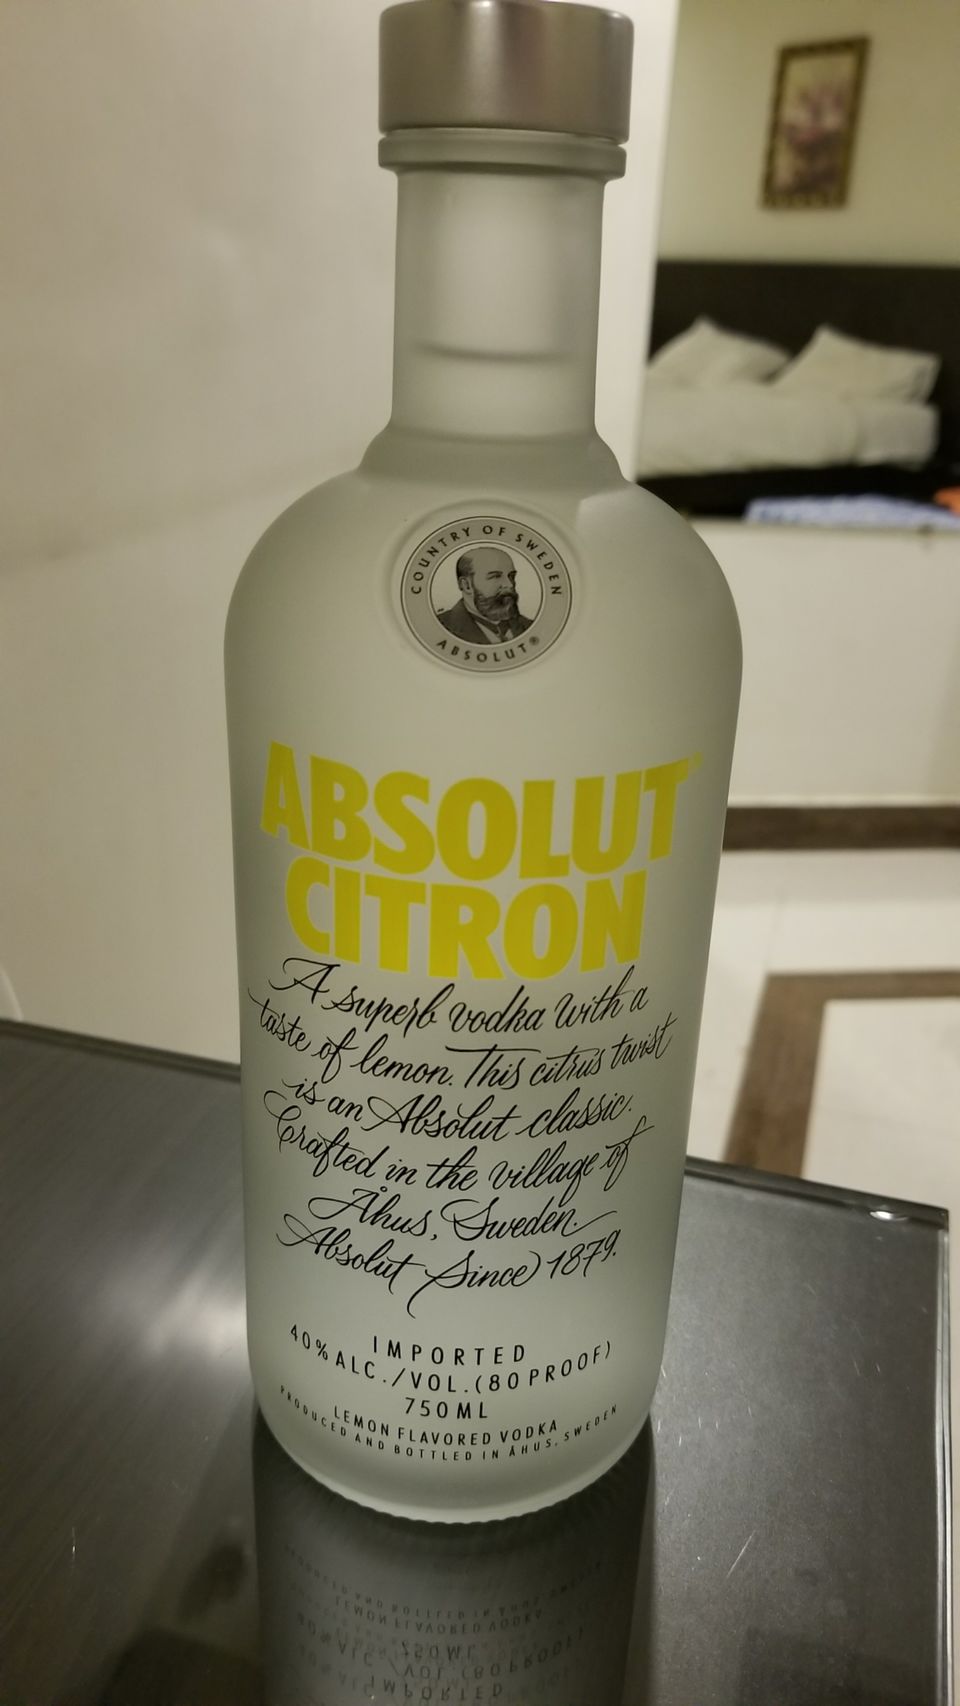 COUNTRY OF SWEDEN
ABSOLUT®
ABSOLUT
CITRON
A superb vodka with a
taste of lemon. This citrus twist
is an Absolut classic.
Crafted in the village of
Åhus, Sweden.
Absolut Since 1879.
IMPORTED
40% ALC./VOL. (80 PROOF)
750ML
LEMON FLAVORED VODKA
PRODUCED AND BOTTLED IN ÅHUS, SWEDEN